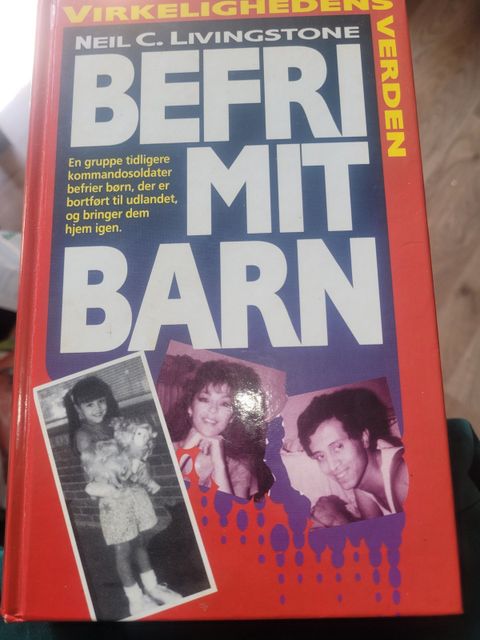 VIRKELIGHEDENS
VERDEN
NEIL C. LIVINGSTONE
BEFRI
MIT
BARN
En gruppe tidligere
kommandosoldater
befrier børn, der er
bortført til udlandet,
og bringer dem
hjem igen.